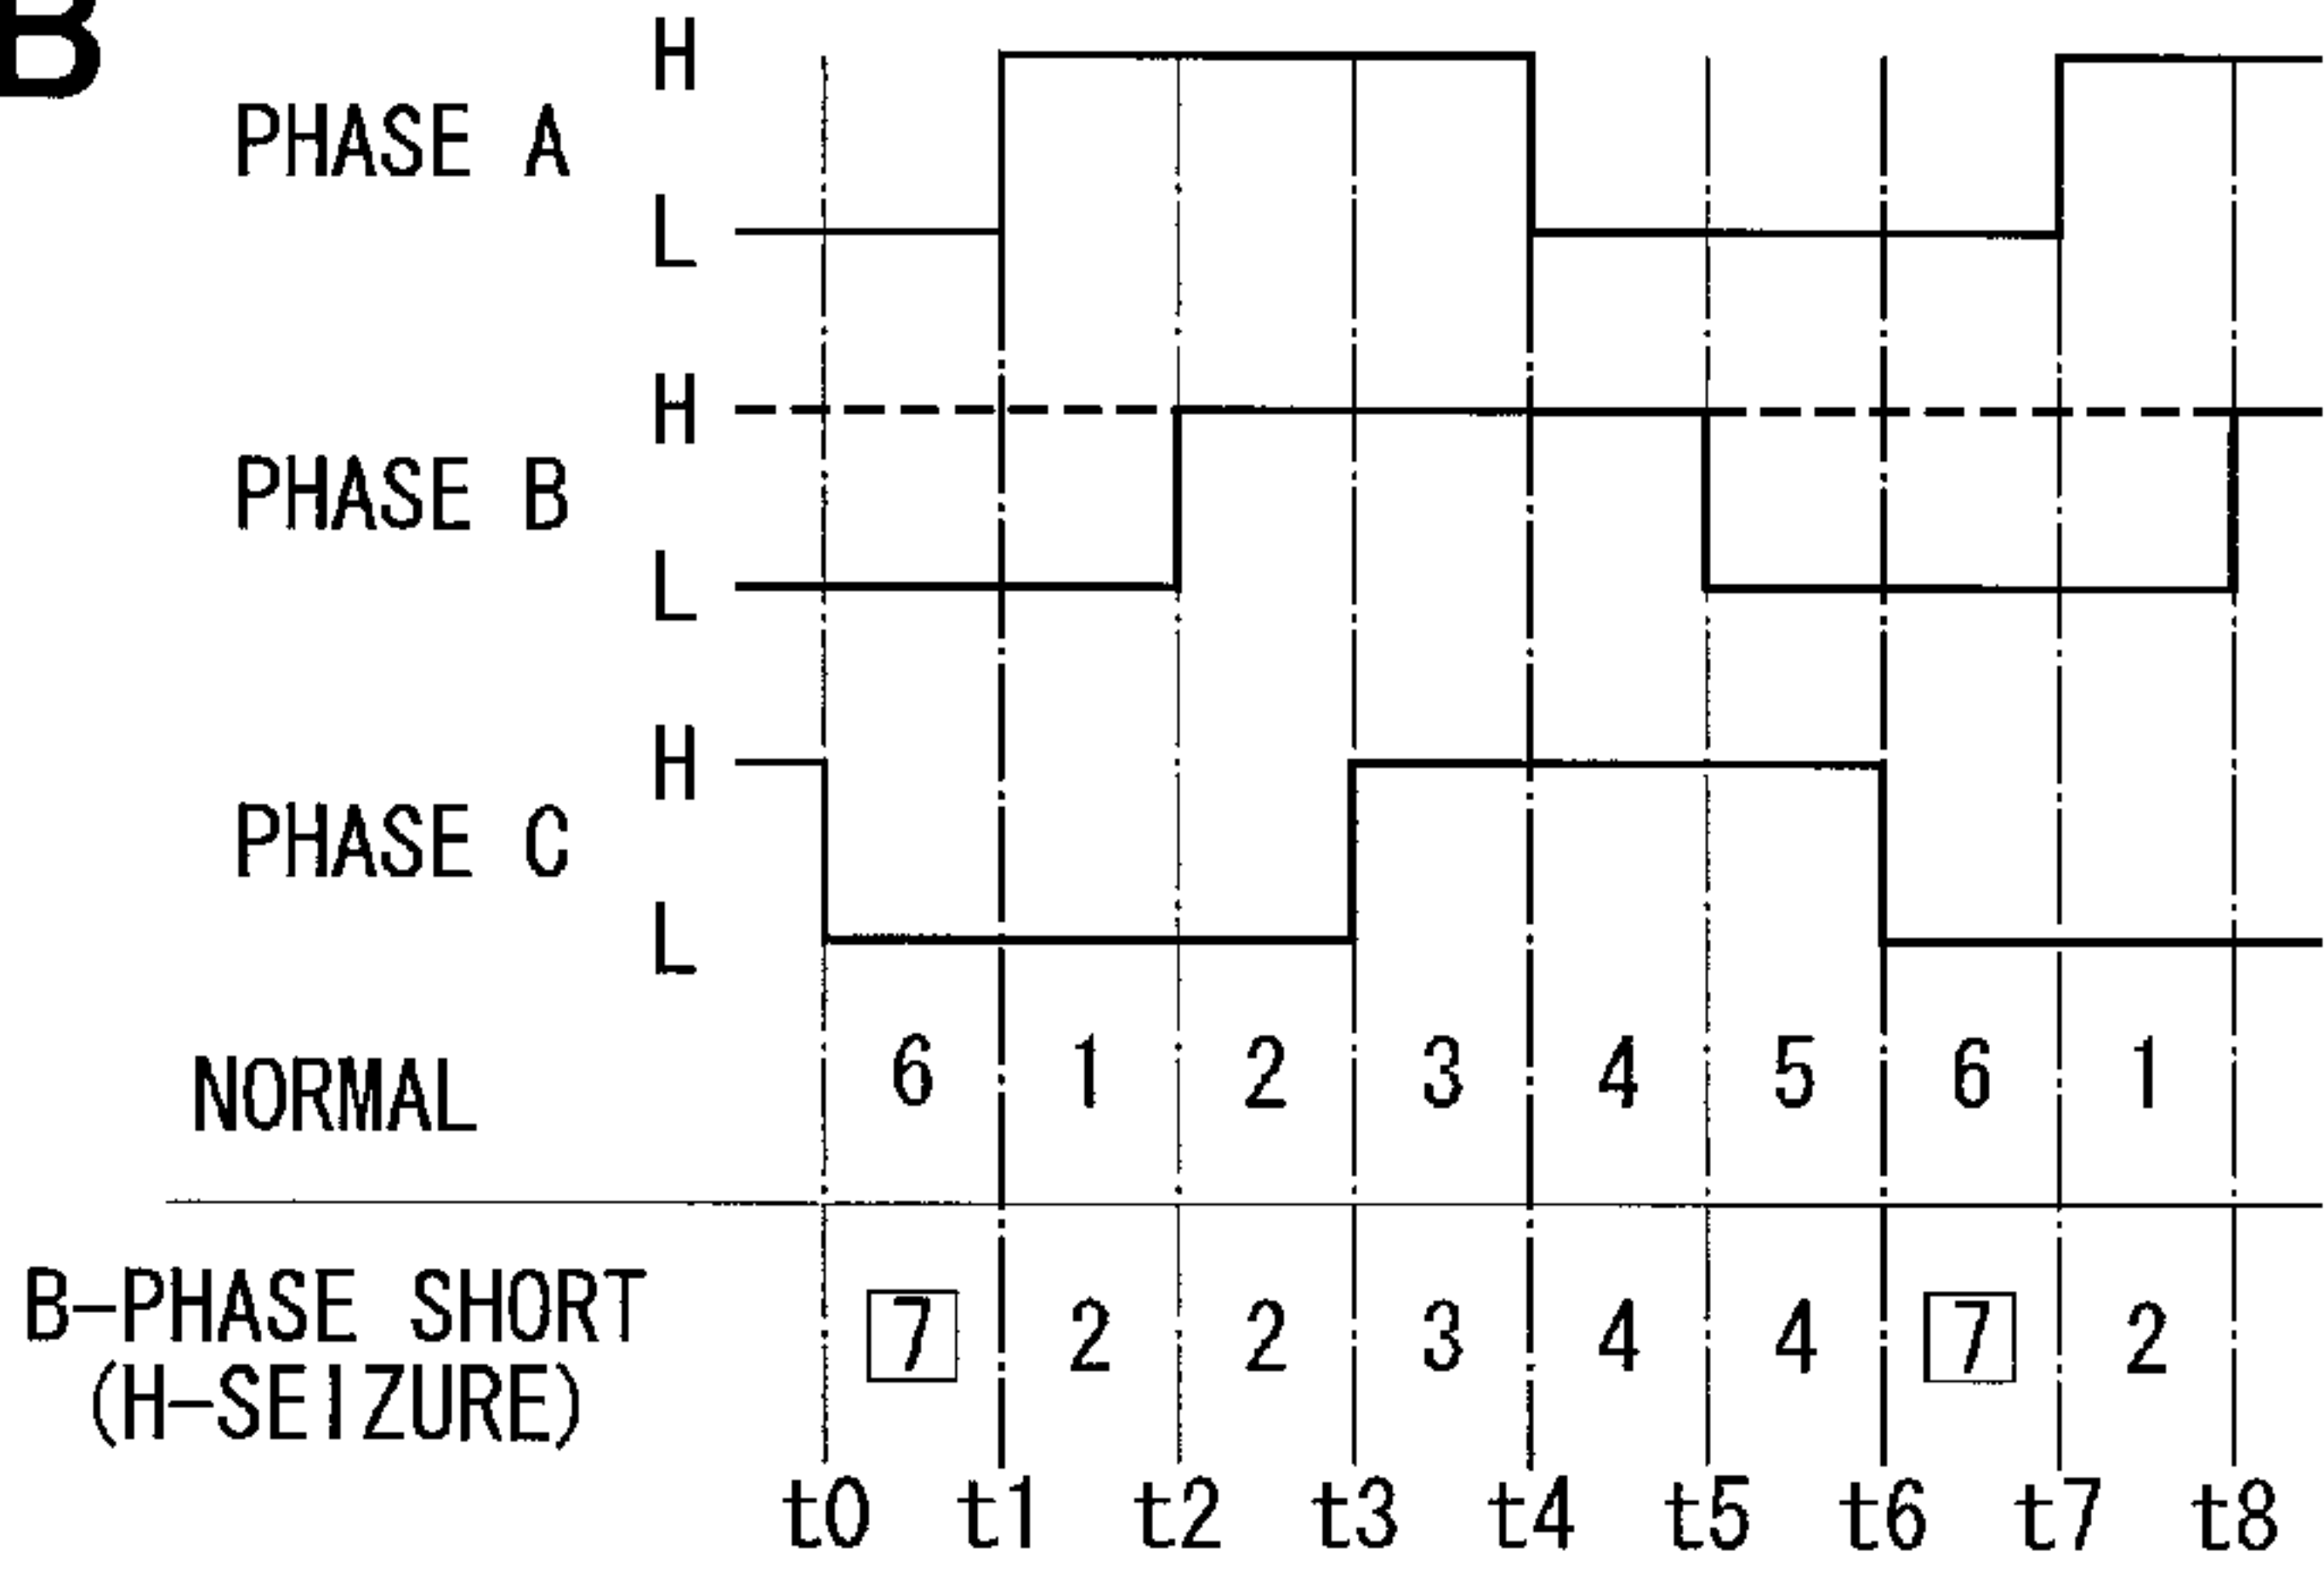 B
H
PHASE A
L
H
PHASE B
L
H
PHASE C
L
NORMAL 6 1 2 3 4 5 6 1
B-PHASE SHORT
(H-SEIZURE) 7 2 2 3 4 4 7 2
t0 t1 t2 t3 t4 t5 t6 t7 t8